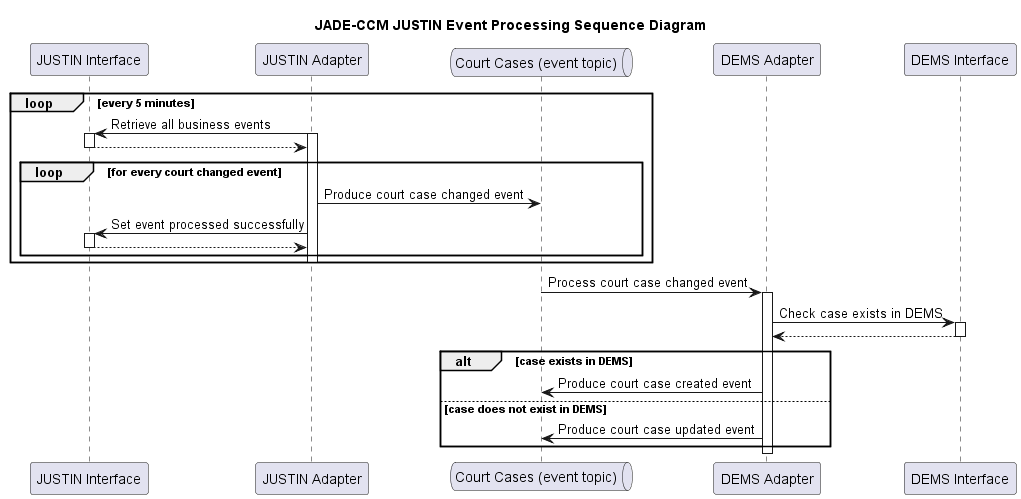 JADE-CCM JUSTIN Event Processing Sequence Diagram
JUSTIN Interface
JUSTIN Adapter
Court Cases (event topic)
DEMS Adapter
DEMS Interface
loop
[every 5 minutes]
Retrieve all business events
loop
[for every court changed event]
Produce court case changed event
Set event processed successfully
Process court case changed event
Check case exists in DEMS
alt
[case exists in DEMS]
Produce court case created event
[case does not exist in DEMS]
Produce court case updated event
JUSTIN Interface
JUSTIN Adapter
Court Cases (event topic)
DEMS Adapter
DEMS Interface